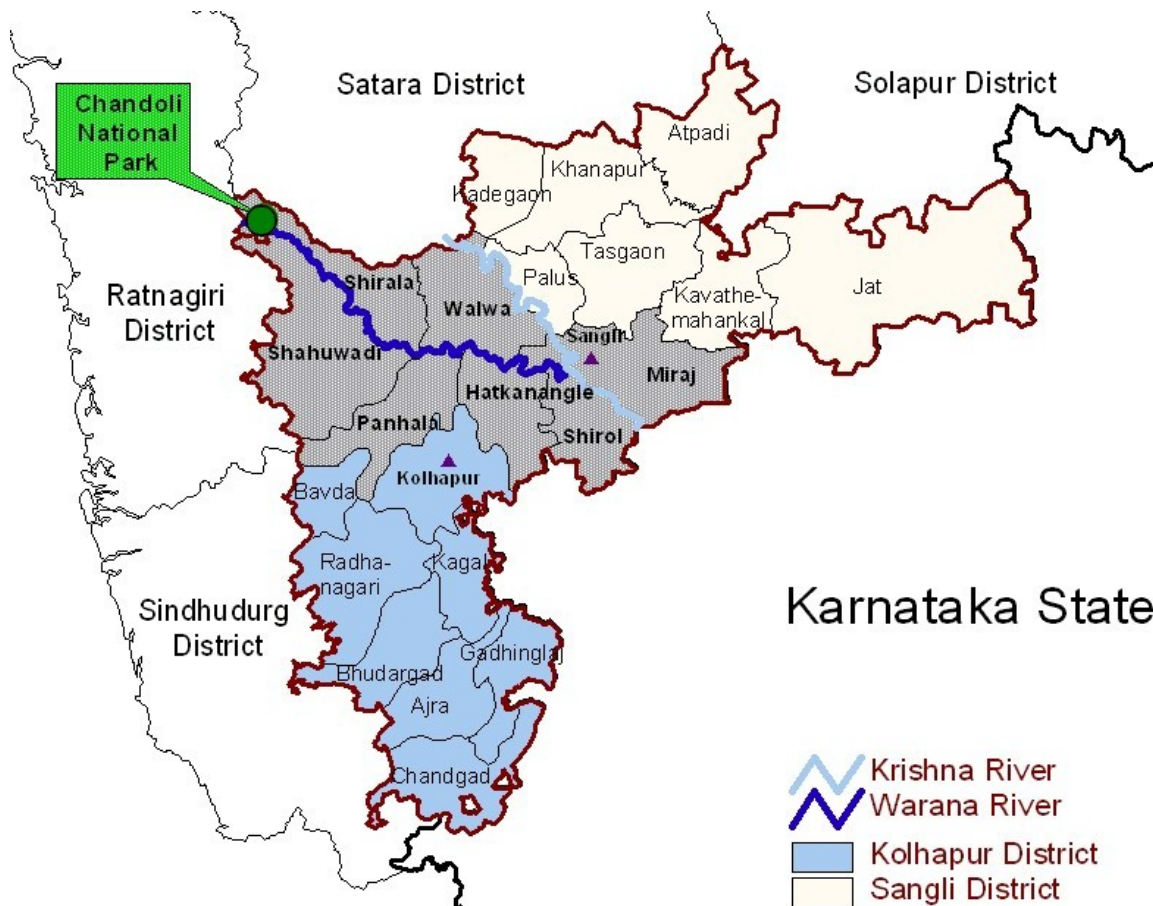 Satara District
Solapur District
Chandoli
National
Park
Atpadi
Khanapur
Kadegaon
Tasgaon
Palus
Shirala
Walwa
Ratnagiri
District
Kavathe-
mahankal
Jat
Sangli
Shahuwadi
Miraj
Hatkanangle
Panhala
Shirol
Kolhapur
Bavda
Radha-
nagari
Kagal
Karnataka State
Sindhudurg
District
Gadhinglaj
Bhudargad
Ajra
Chandgad
Krishna River
Warana River
Kolhapur District
Sangli District